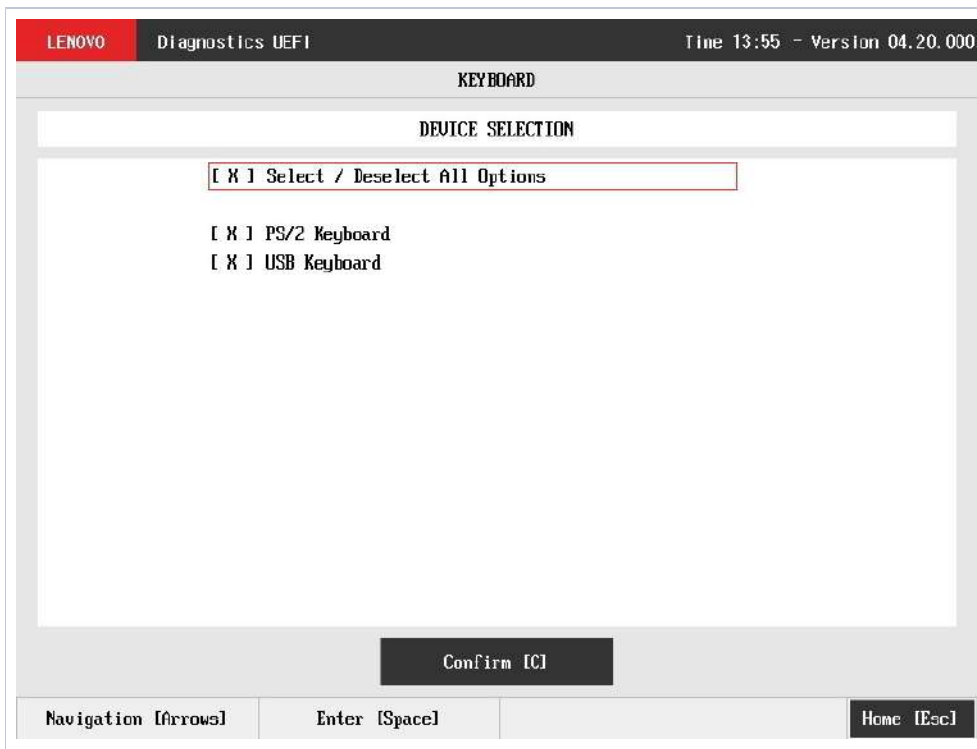 LENOVO Diagnostics UEFI Time 13:55 - Version 04.20.000
KEYBOARD
DEVICE SELECTION
[ X ] Select / Deselect All Options
[ X ] PS/2 Keyboard
[ X ] USB Keyboard
Confirm [C]
Navigation [Arrows] Enter [Space] Home [Esc]